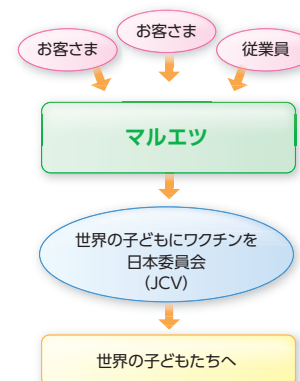 お客さま
お客さま
従業員
マルエツ
世界の子どもにワクチンを
日本委員会
(JCV)
世界の子どもたちへ